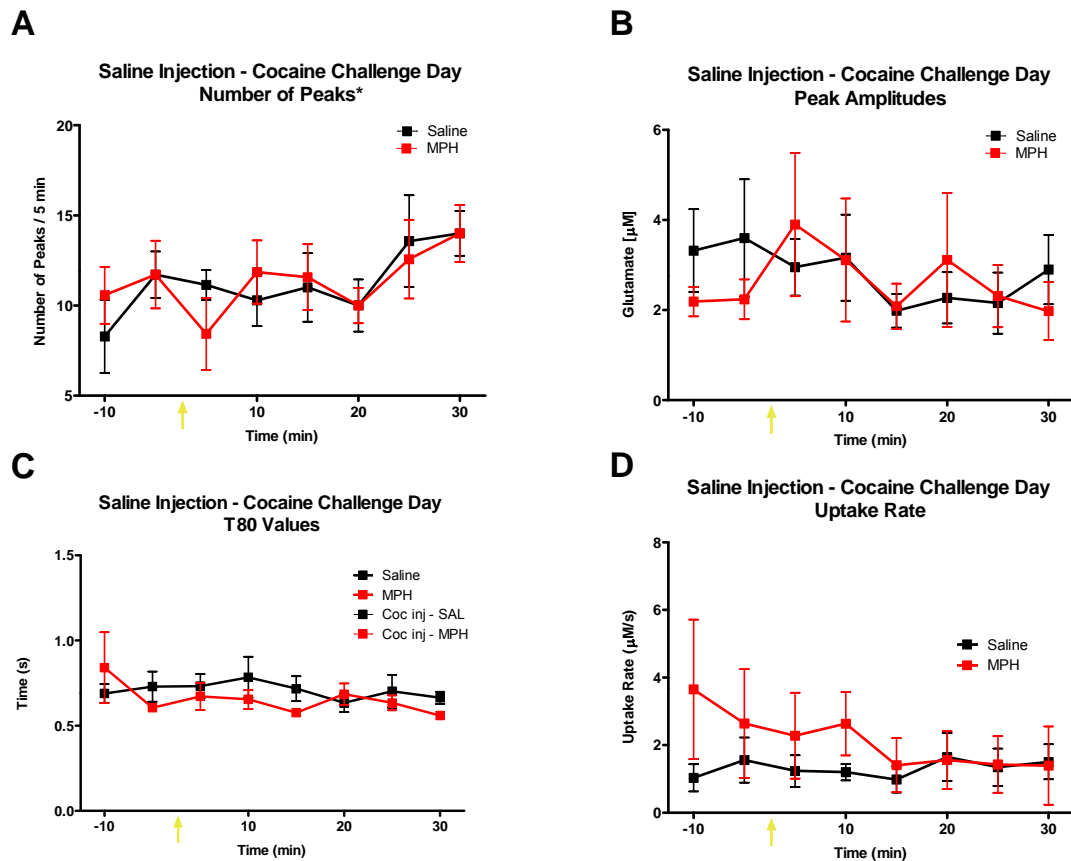 A
Saline Injection - Cocaine Challenge Day
Number of Peaks*
Saline
MPH
Number of Peaks / 5 min
20
15
10
5
-10
10
20
30
Time (min)
B
Saline Injection - Cocaine Challenge Day
Peak Amplitudes
Saline
MPH
Glutamate [μM]
6
4
2
0
-10
10
20
30
Time (min)
C
Saline Injection - Cocaine Challenge Day
T80 Values
Saline
MPH
Coc inj - SAL
Coc inj - MPH
Time (s)
1.5
1.0
0.5
0.0
-10
10
20
30
Time (min)
D
Saline Injection - Cocaine Challenge Day
Uptake Rate
Saline
MPH
Uptake Rate (μM/s)
8
6
4
2
0
-10
10
20
30
Time (min)